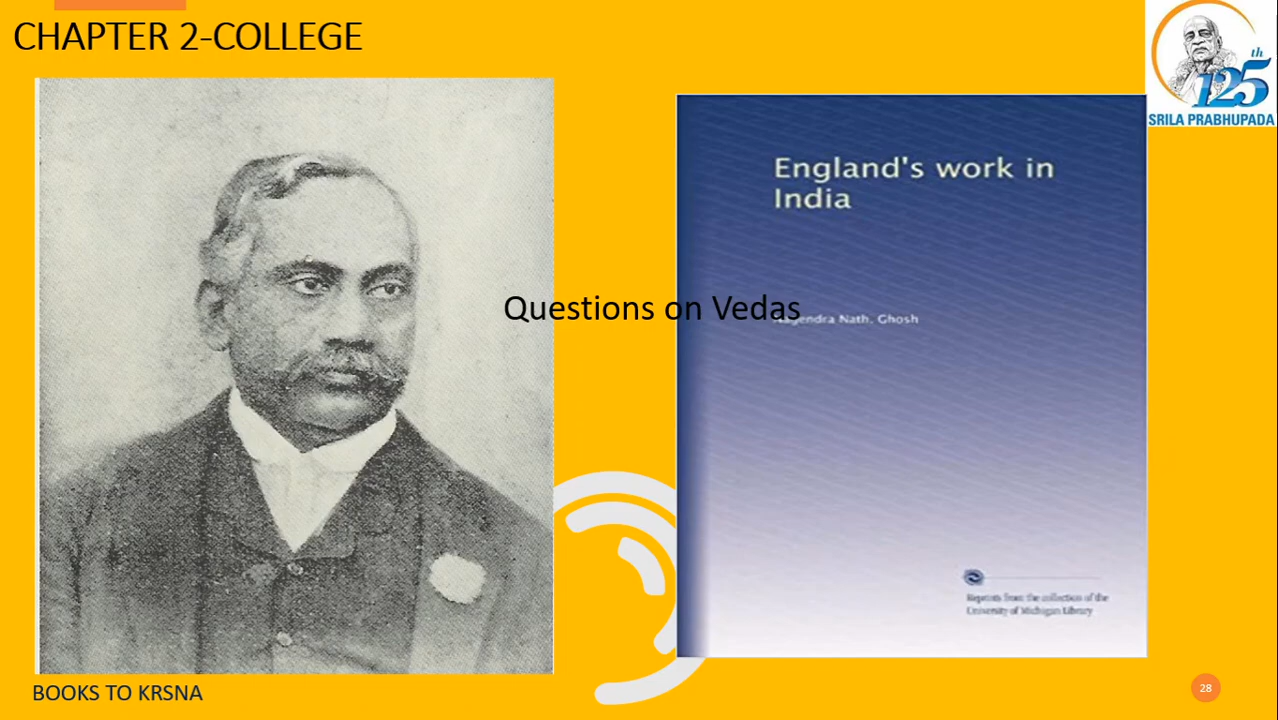 CHAPTER 2-COLLEGE
th
125
SRILA PRABHUPADA
England's work in
India
Questions on Vedas
Nath. Ghosh
Reprints from the collection of the
University of Michigan Library
BOOKS TO KRSNA
28